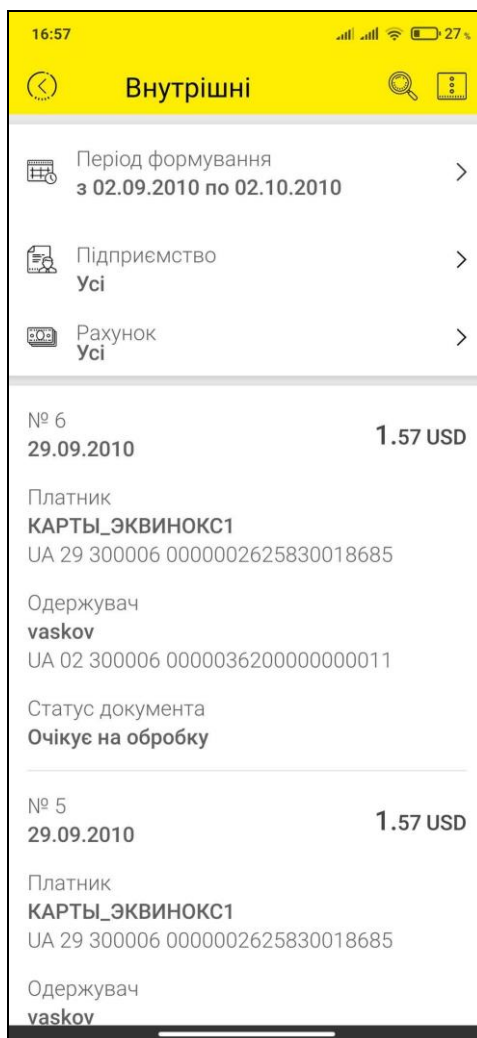 16:57
27%
Внутрішні
Період формування
з 02.09.2010 по 02.10.2010
Підприємство
Усі
Рахунок
Усі
№ 6
1.57 USD
29.09.2010
Платник
КАРТЫ_ЭКВИНОКС1
UA 29 300006 0000002625830018685
Одержувач
vaskov
UA 02 300006 0000036200000000011
Статус документа
Очікує на обробку
№ 5
1.57 USD
29.09.2010
Платник
КАРТЫ_ЭКВИНОКС1
UA 29 300006 0000002625830018685
Одержувач
vaskov